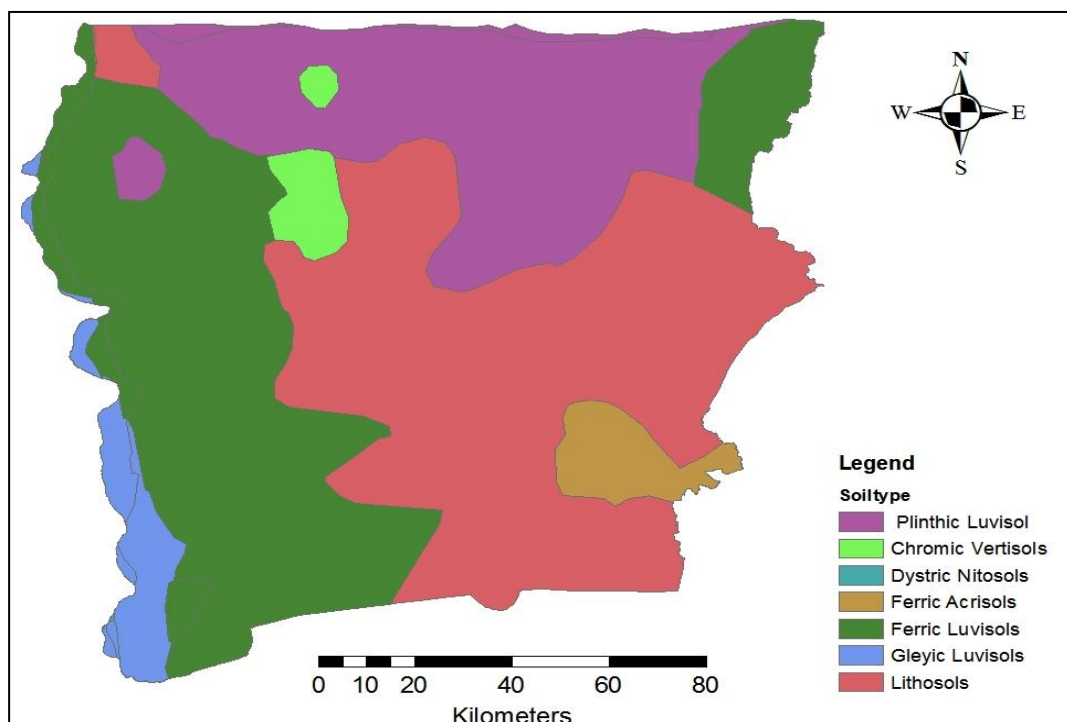 N
W E
S
Legend
Soiltype
Plinthic Luvisol
Chromic Vertisols
Dystric Nitosols
Ferric Acrisols
Ferric Luvisols
Gleyic Luvisols
Lithosols
0 10 20 40 60 80
Kilometers